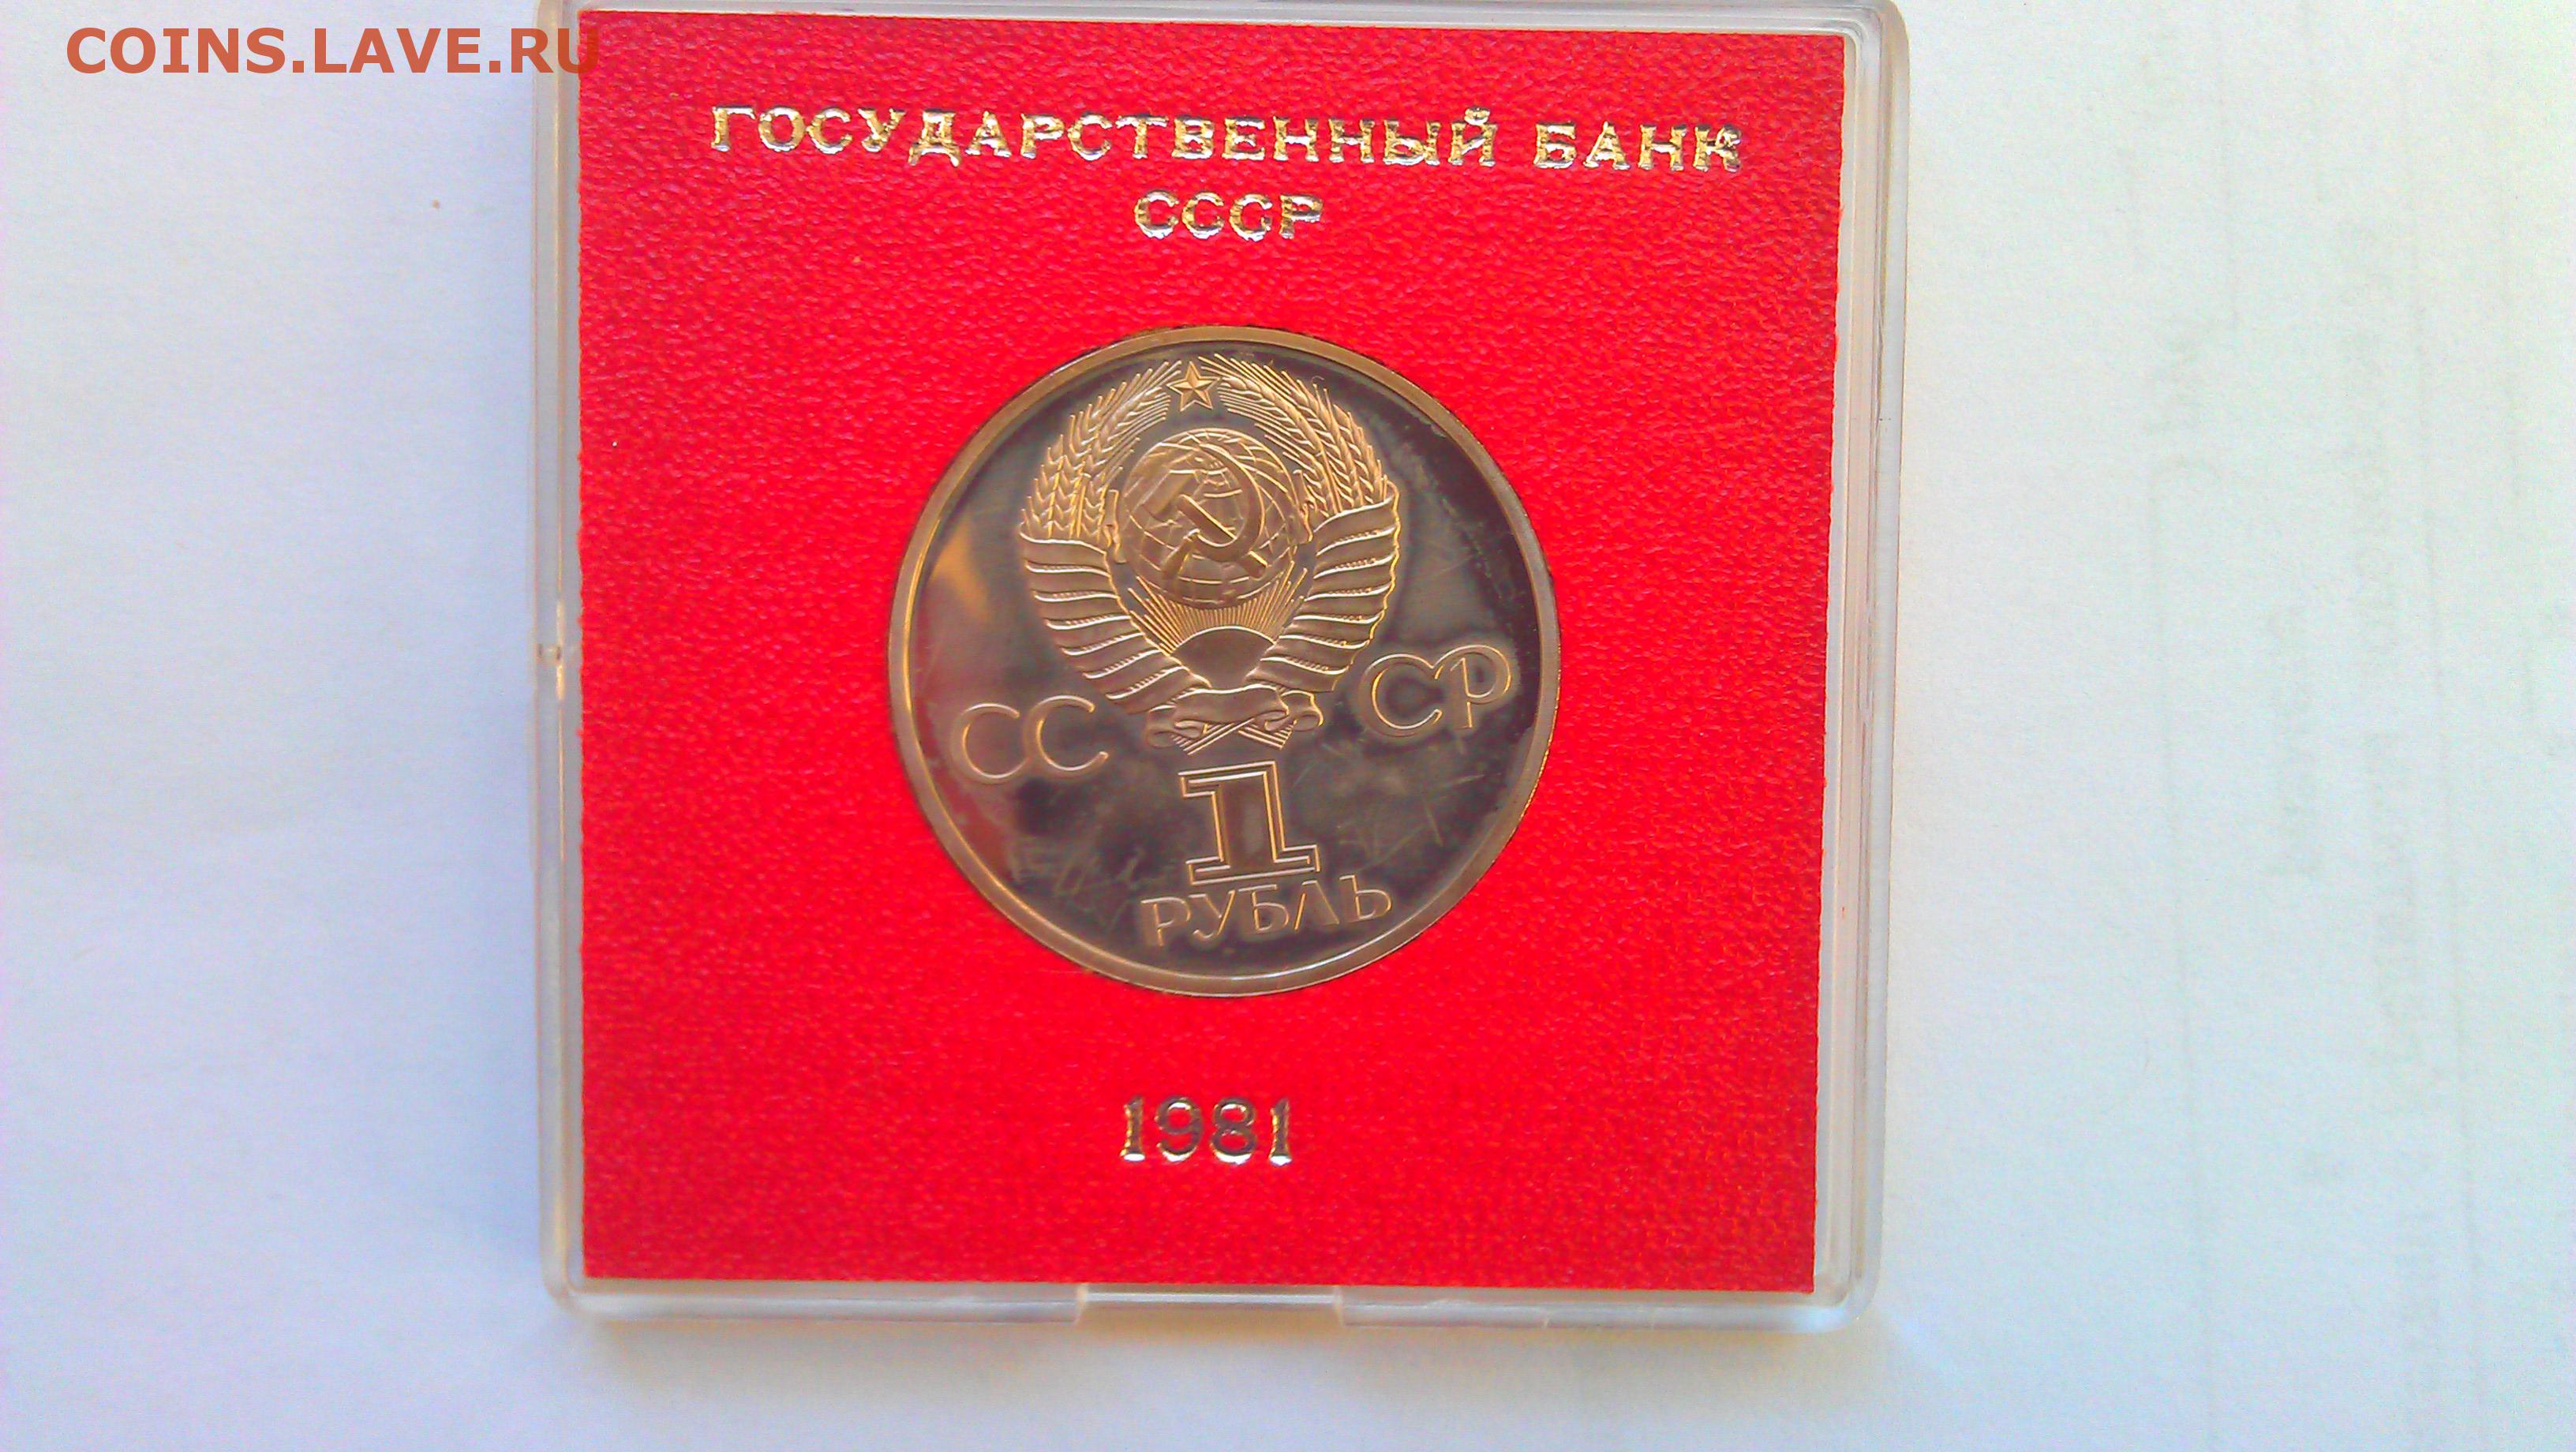 COINS.LAVE.RU
ГОСУДАРСТВЕННЫЙ БАНК
СССР
СС СР
1
РУБЛЬ
1981